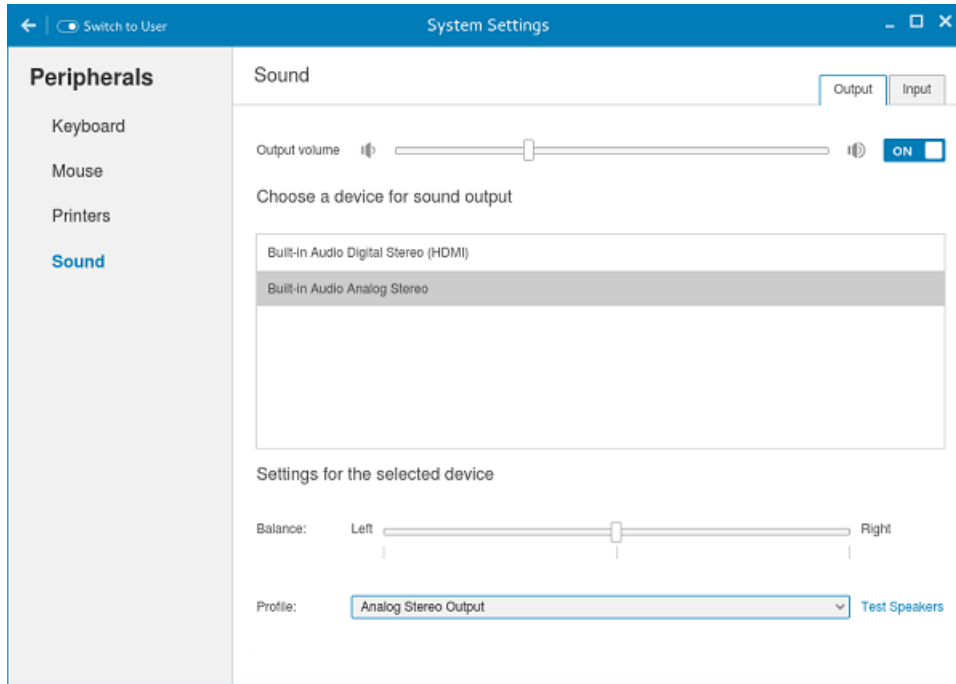 Switch to User
System Settings
Peripherals
Keyboard
Mouse
Printers
Sound
Sound
Output
Input
Output volume
ON
Choose a device for sound output
Built-in Audio Digital Stereo (HDMI)
Built-in Audio Analog Stereo
Settings for the selected device
Balance:
Left
Right
Profile:
Analog Stereo Output
Test Speakers